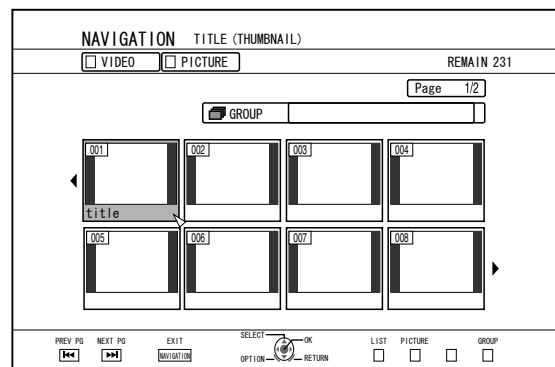 NAVIGATION TITLE (THUMBNAIL)
VIDEO PICTURE REMAIN 231
Page 1/2
GROUP
001 002 003 004
title
005 006 007 008
PREV PG NEXT PG EXIT SELECT OK LIST PICTURE GROUP
NAVIGATION OPTION RETURN